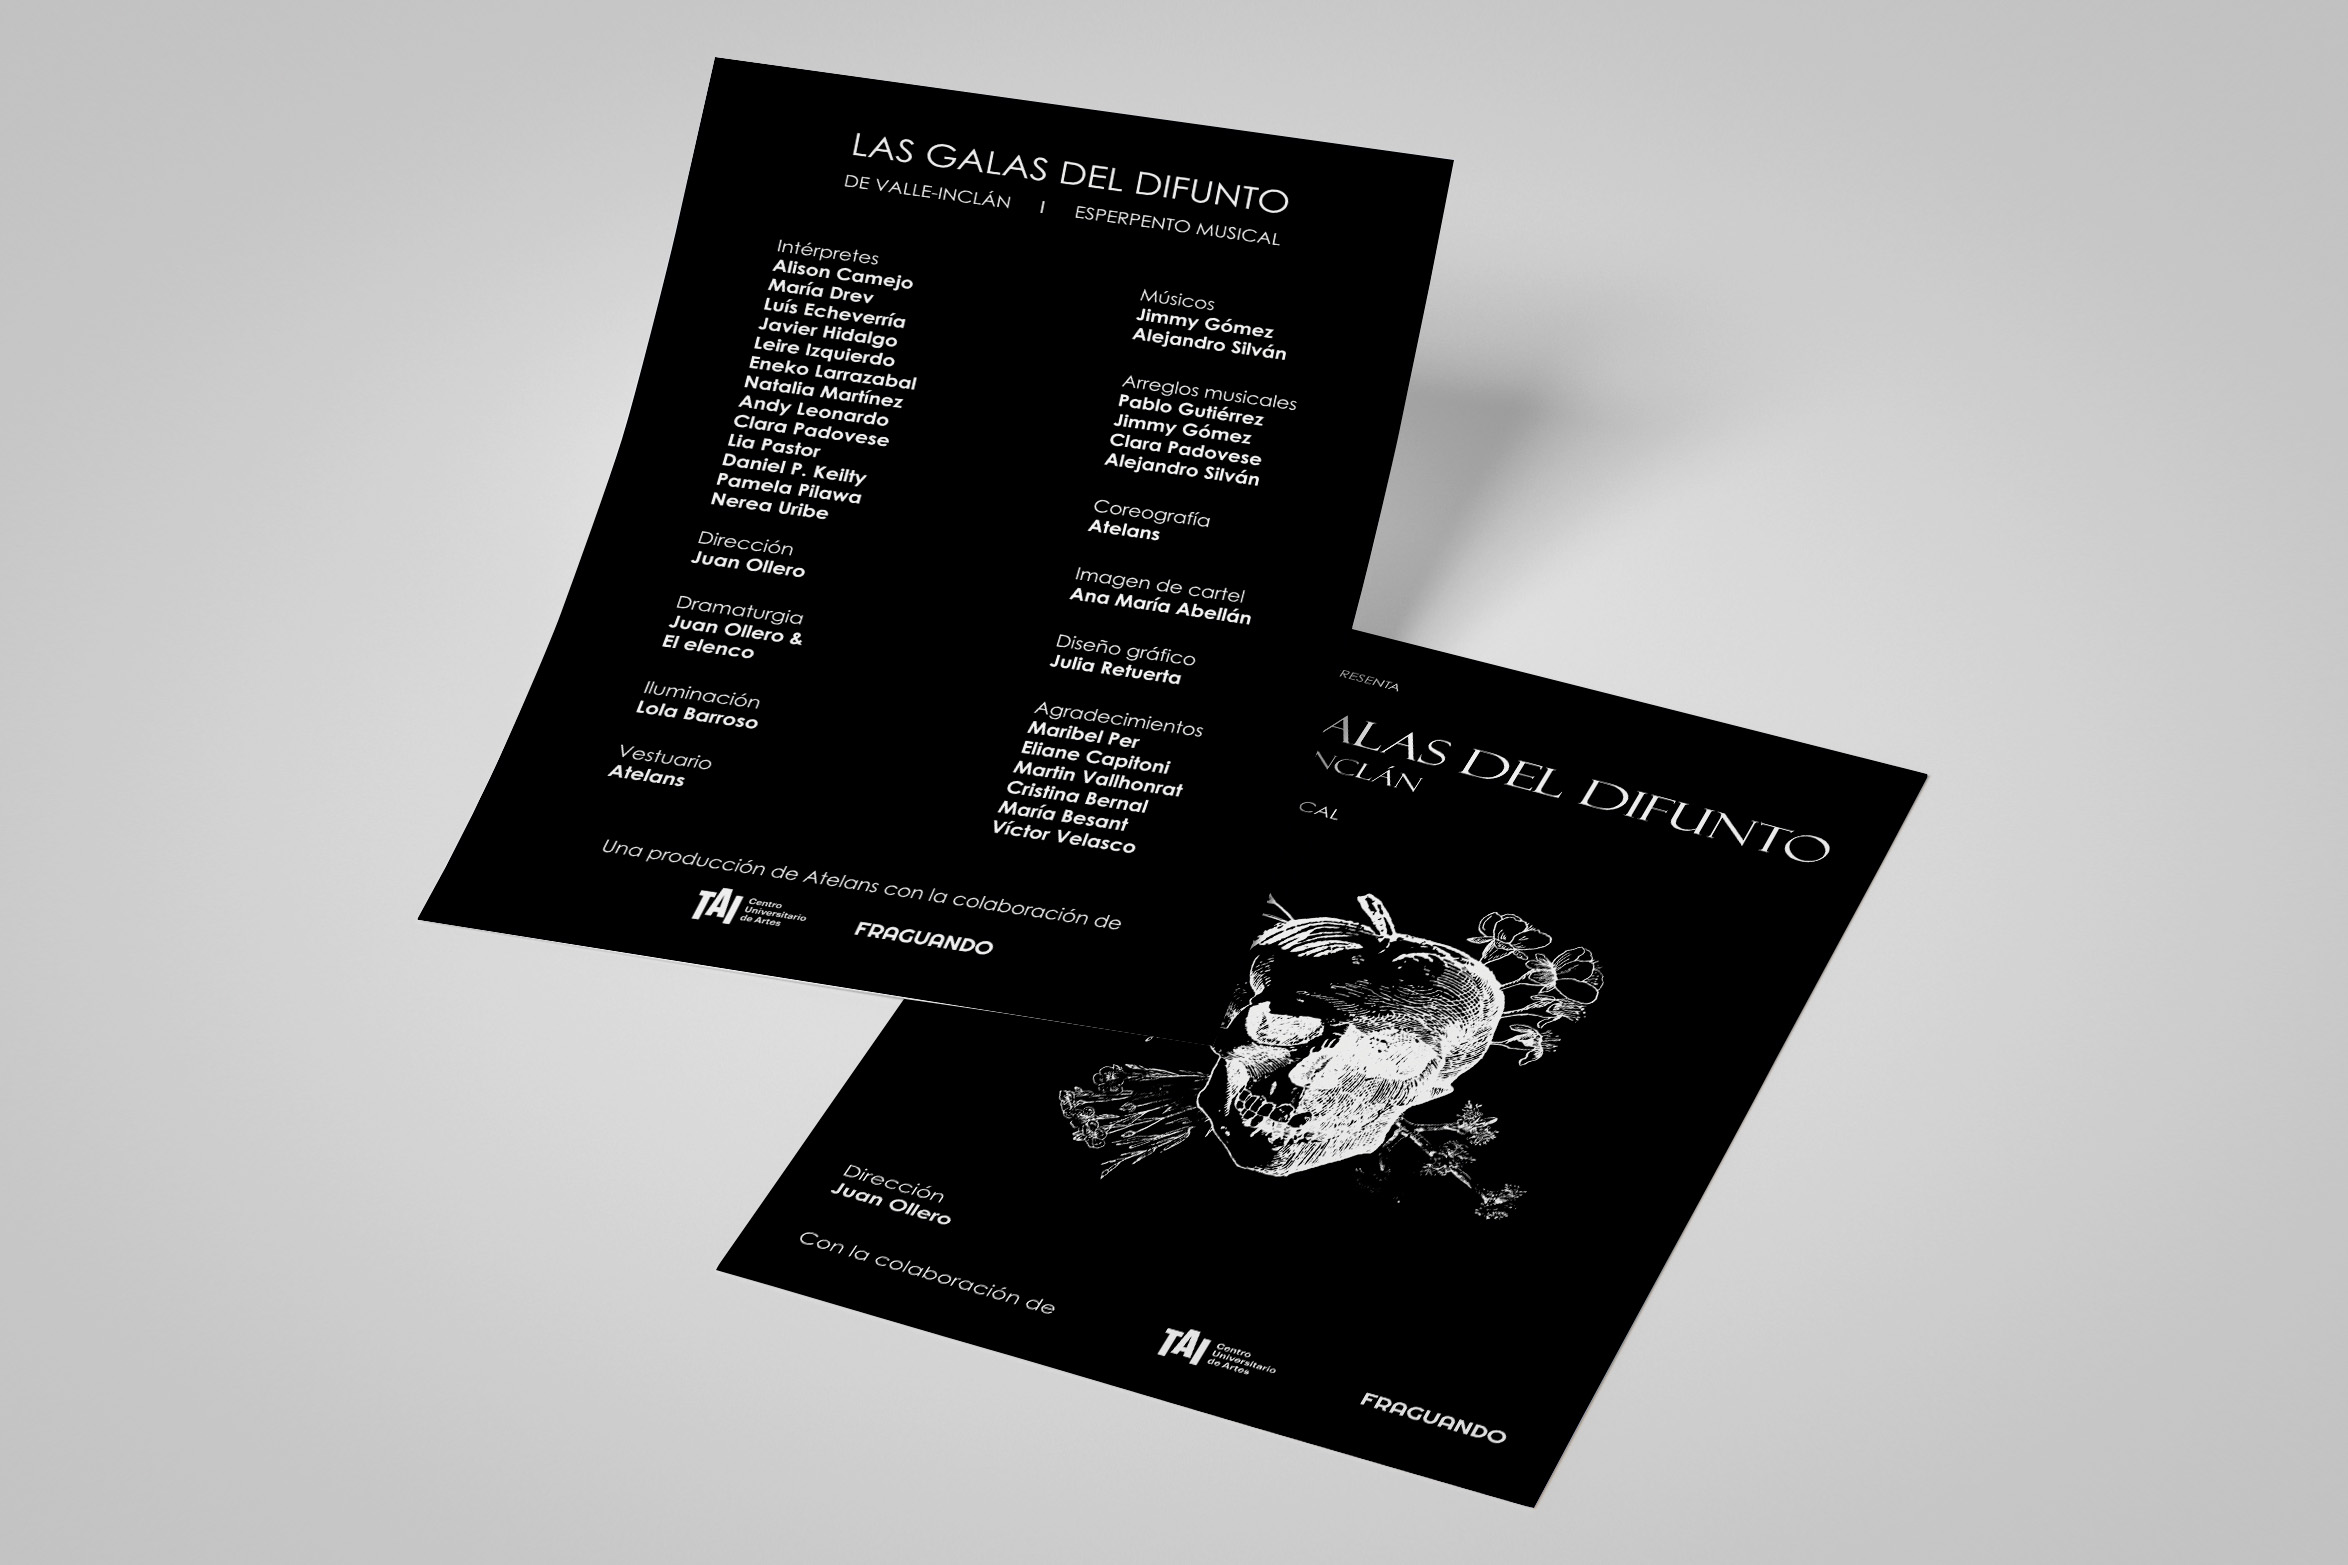 LAS GALAS DEL DIFUNTO
DE VALLE-INCLÁN | ESPERPENTO MUSICAL
Intérpretes
Alison Camejo
María Drev
Luís Echeverría
Javier Hidalgo
Leire Izquierdo
Eneko Larrazabal
Natalia Martínez
Andy Leonardo
Clara Padovese
Lia Pastor
Daniel P. Keilty
Pamela Pilawa
Nerea Uribe
Dirección
Juan Ollero
Dramaturgia
Juan Ollero &
El elenco
Iluminación
Lola Barroso
Vestuario
Atelans
Músicos
Jimmy Gómez
Alejandro Silván
Arreglos musicales
Pablo Gutiérrez
Jimmy Gómez
Clara Padovese
Alejandro Silván
Coreografía
Atelans
Imagen de cartel
Ana María Abellán
Diseño gráfico
Julia Retuerta
Agradecimientos
Maribel Per
Eliane Capitoni
Martin Vallhonrat
Cristina Bernal
María Besant
Víctor Velasco
Una producción de Atelans con la colaboración de
TAI Centro
Universitario
de Artes
FRAGUANDO
RESENTA
ALAS DEL DIFUNTO
NCLÁN
CAL
Dirección
Juan Ollero
Con la colaboración de
TAI Centro
Universitario
de Artes
FRAGUANDO